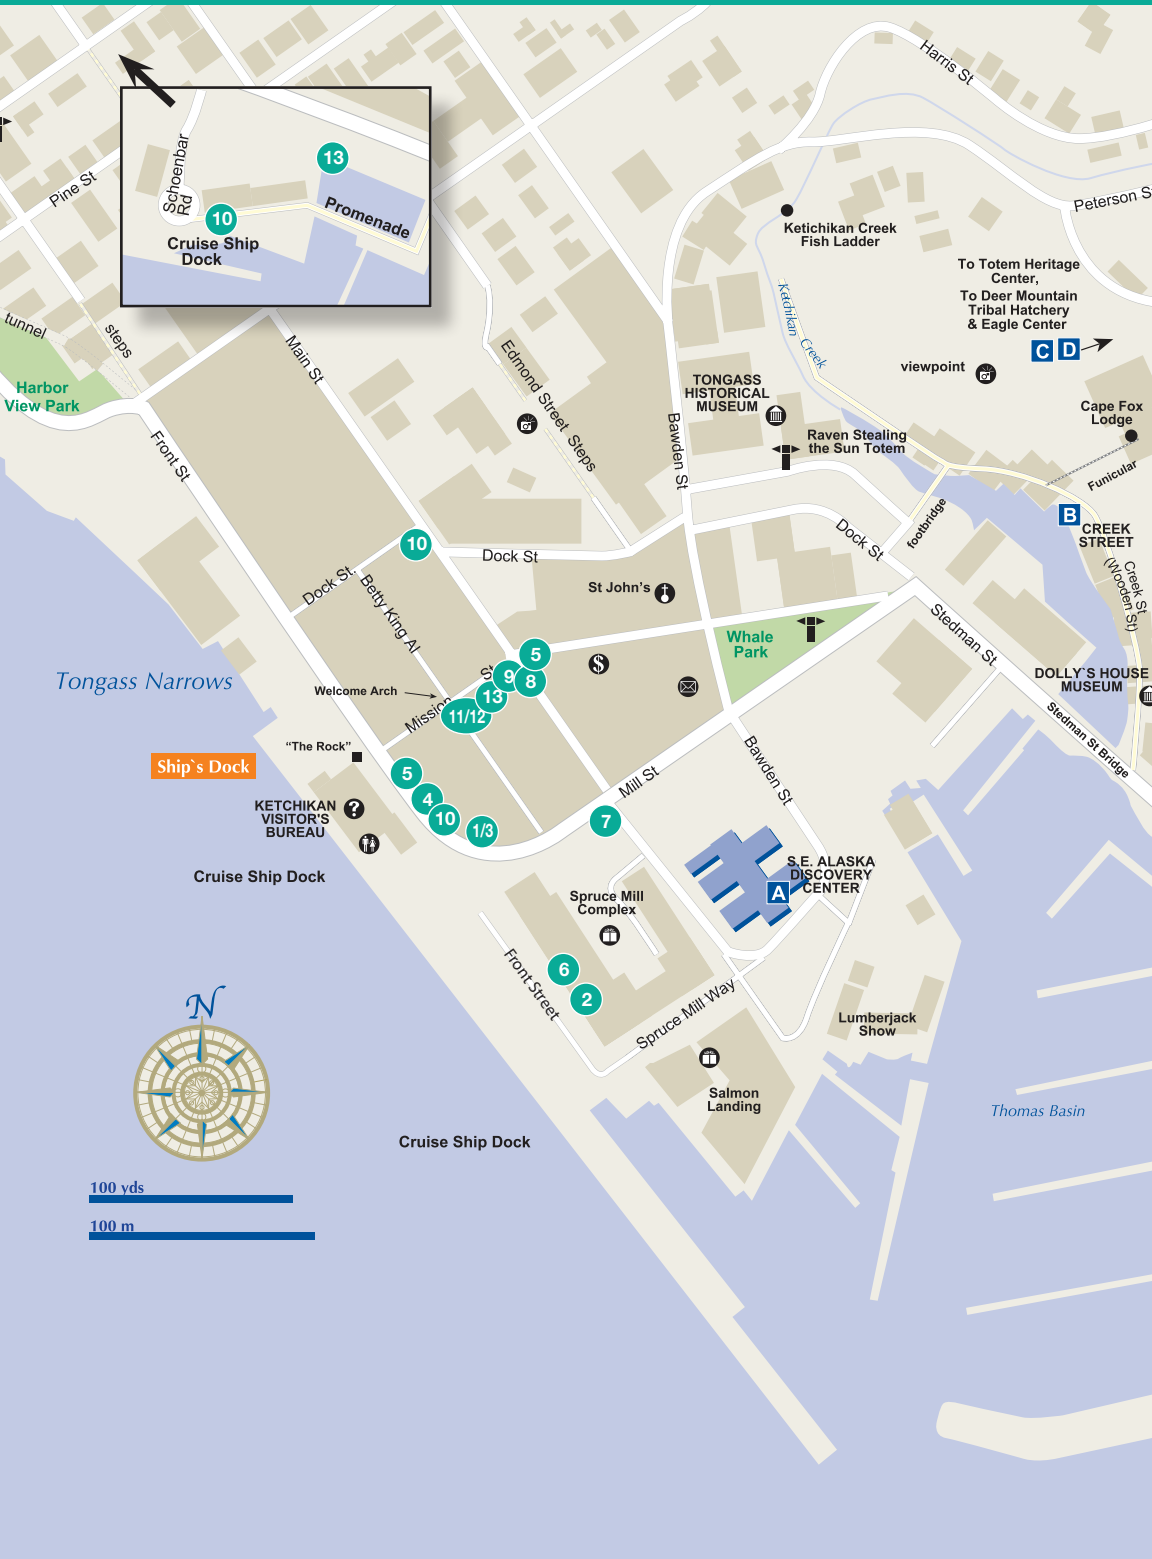 Harris St
Schoenbar
Rd
13
10
Promenade
Cruise Ship
Dock
Pine St
Peterson S
Ketichikan Creek
Fish Ladder
To Totem Heritage
Center,
To Deer Mountain
Tribal Hatchery
& Eagle Center
C D
tunnel
steps
Main St
Edmond Street Steps
Ketchikan Creek
viewpoint
Harbor
View Park
TONGASS
HISTORICAL
MUSEUM
Cape Fox
Lodge
Front St
Bawden St
Raven Stealing
the Sun Totem
Funicular
footbridge
B
CREEK
STREET
10
Dock St
Dock St
Dock St.
Betty King Al
St John's
Creek St
(Wooden St)
Whale
Park
Stedman St
Tongass Narrows
Welcome Arch
Mission
St
5
9
8
13
11/12
$
DOLLY`S HOUSE
MUSEUM
Stedman St Bridge
"The Rock"
Ship`s Dock
5
4
10
1/3
7
Mill St
Bawden St
KETCHIKAN
VISITOR'S
BUREAU
?
Cruise Ship Dock
S.E. ALASKA
DISCOVERY
CENTER
A
Spruce Mill
Complex
Front Street
6
2
Spruce Mill Way
Lumberjack
Show
N
Salmon
Landing
Thomas Basin
Cruise Ship Dock
100 yds
100 m